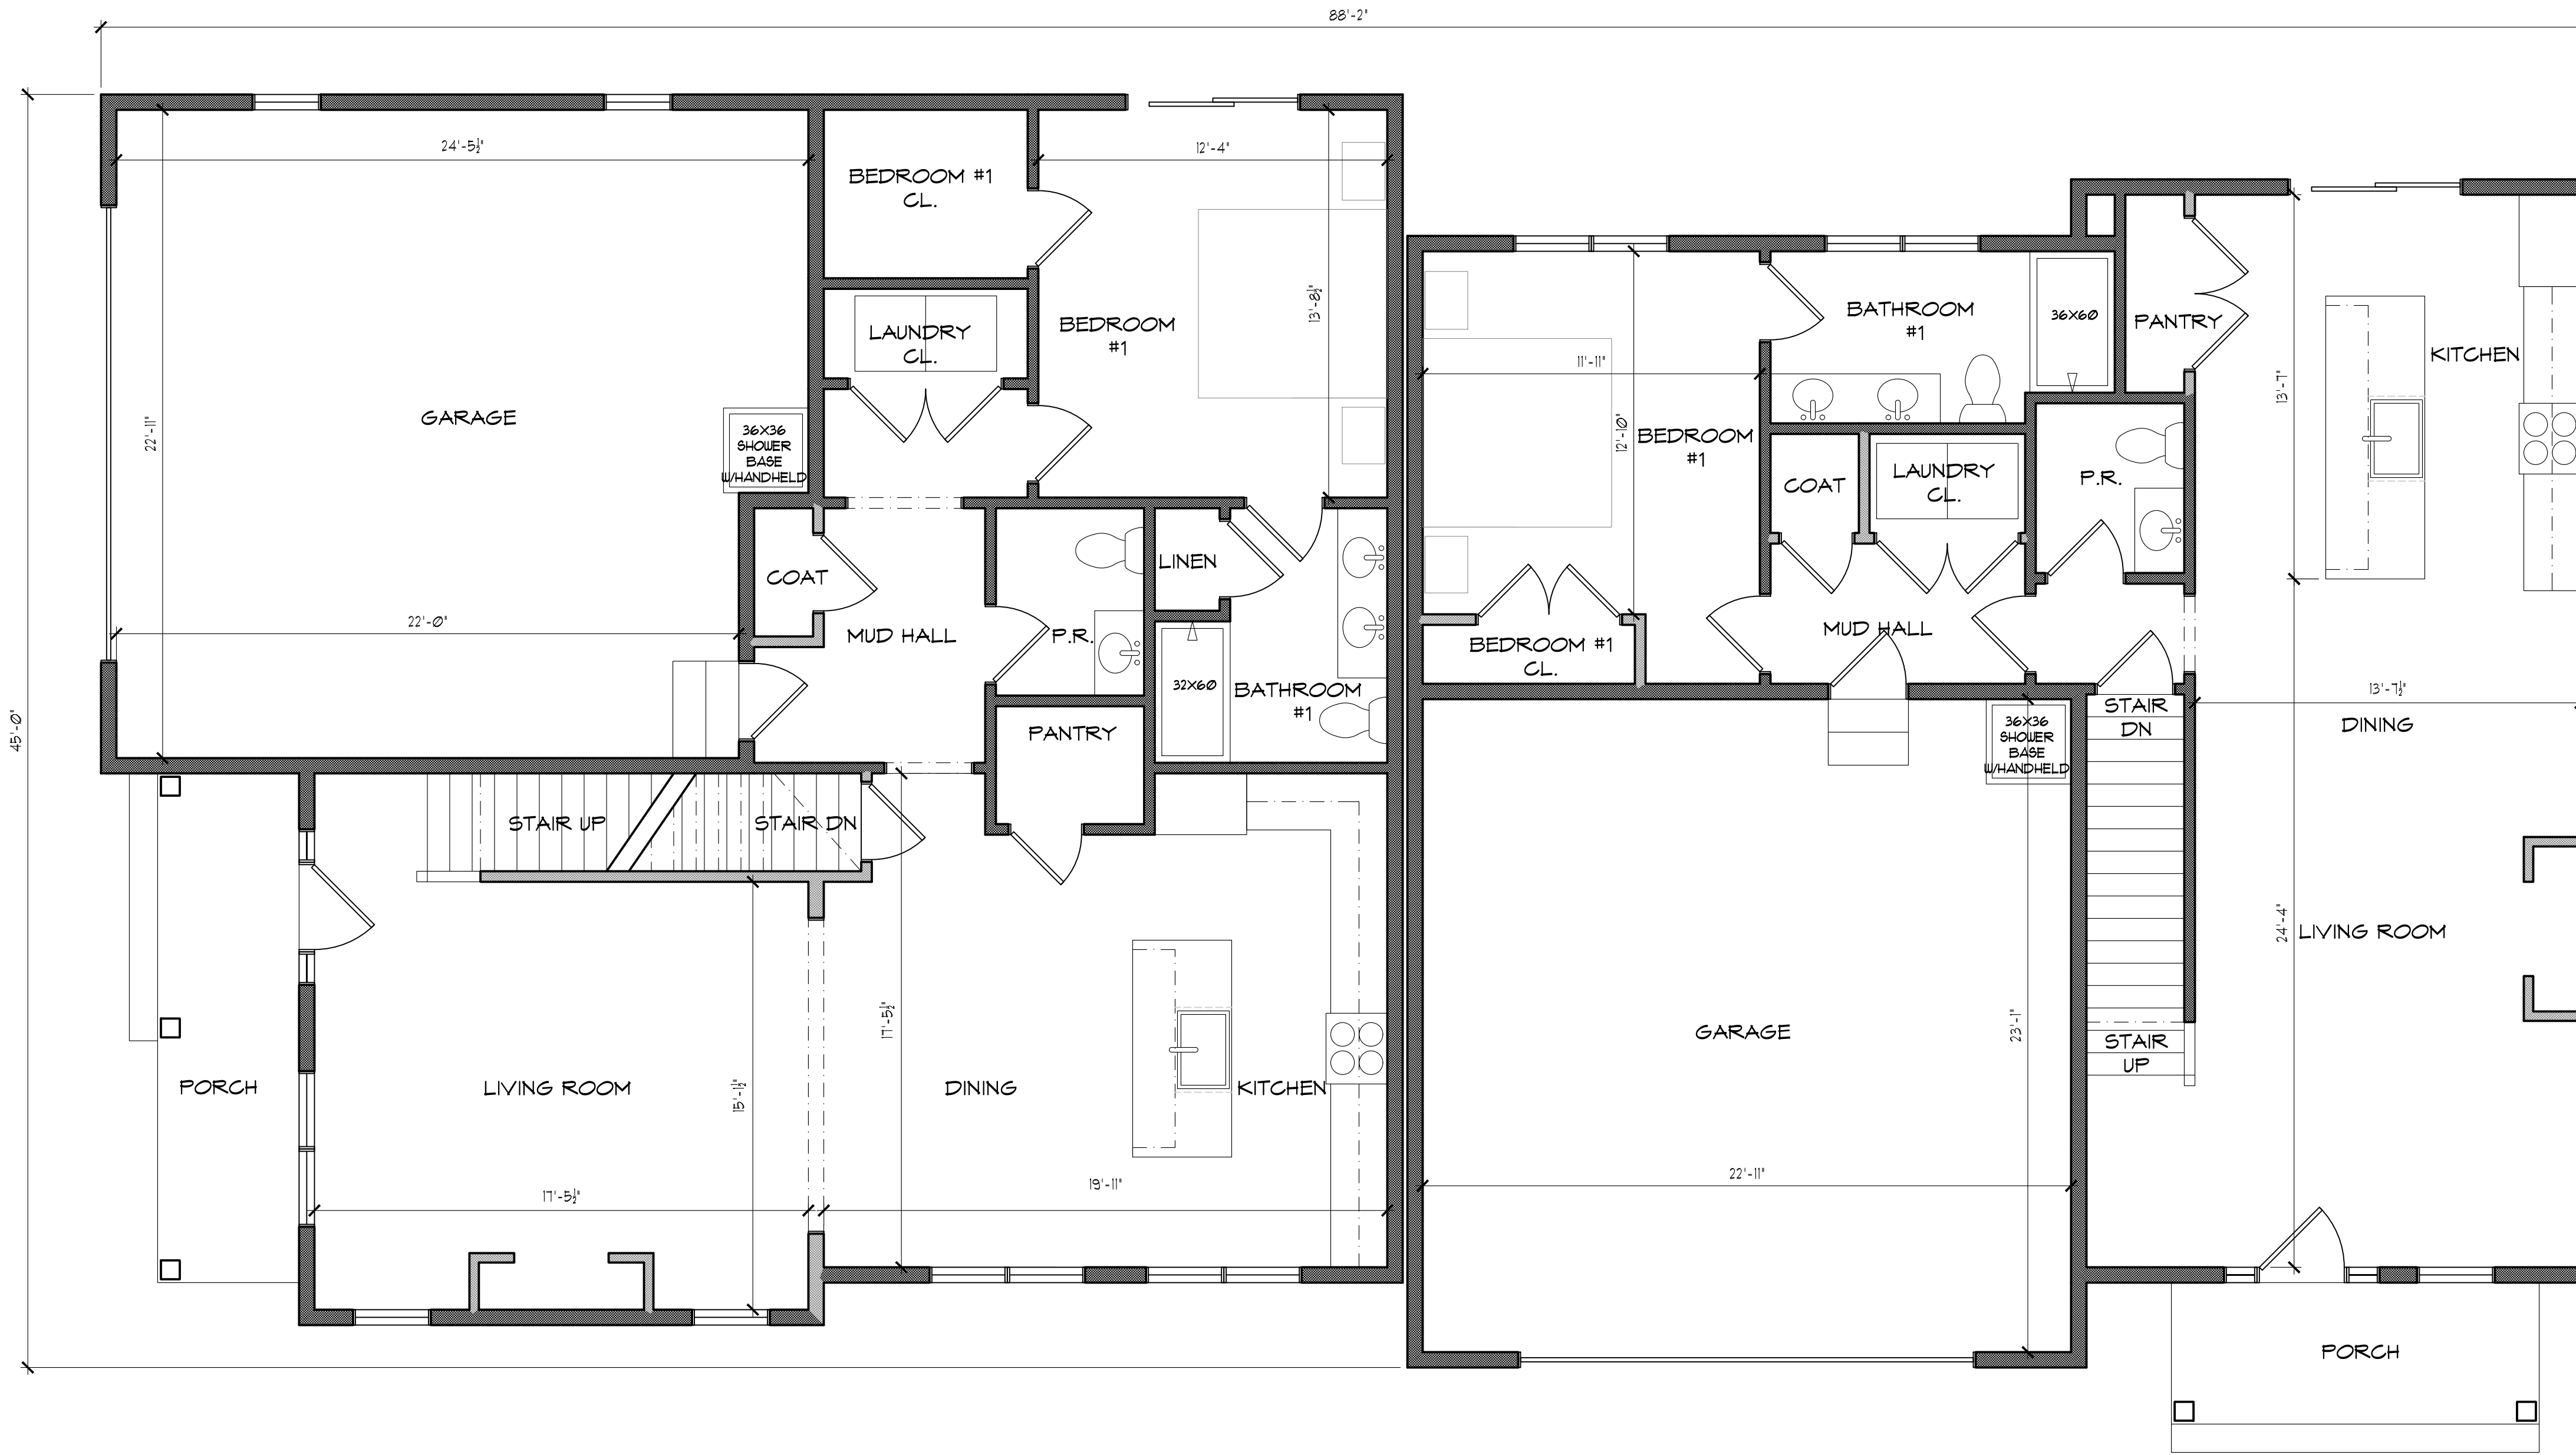 88'-2"
24'-5½"
BEDROOM #1
CL.
12'-4"
LAUNDRY
CL.
BEDROOM
#1
13'-8½"
GARAGE
22'-11"
36X36
SHOWER
BASE
W/HANDHELD
COAT
22'-0"
MUD HALL
P.R.
LINEN
32X60
BATHROOM
#1
PANTRY
45'-0"
STAIR UP
STAIR DN
PORCH
LIVING ROOM
15'-1½"
17'-5½"
DINING
KITCHEN
17'-5½"
19'-11"
BATHROOM
#1
36X60
PANTRY
KITCHEN
13'-7"
11'-11"
12'-10"
BEDROOM
#1
COAT
LAUNDRY
CL.
P.R.
MUD HALL
BEDROOM #1
CL.
36X36
SHOWER
BASE
W/HANDHELD
STAIR
DN
13'-7½"
DINING
24'-4"
LIVING ROOM
GARAGE
23'-1"
STAIR
UP
22'-11"
PORCH